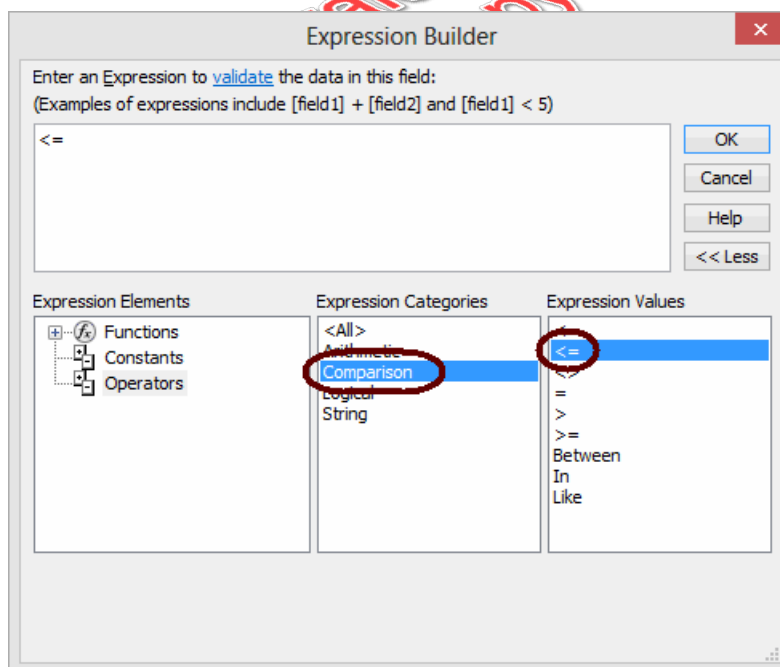 Expression Builder
Enter an Expression to validate the data in this field:
(Examples of expressions include [field1] + [field2] and [field1] < 5)
<=
OK
Cancel
Help
<< Less
Expression Elements
Functions
Constants
Operators
Expression Categories
<All>
Arithmetic
Comparison
Logical
String
Expression Values
<
<=
<>
=
>
>=
Between
In
Like